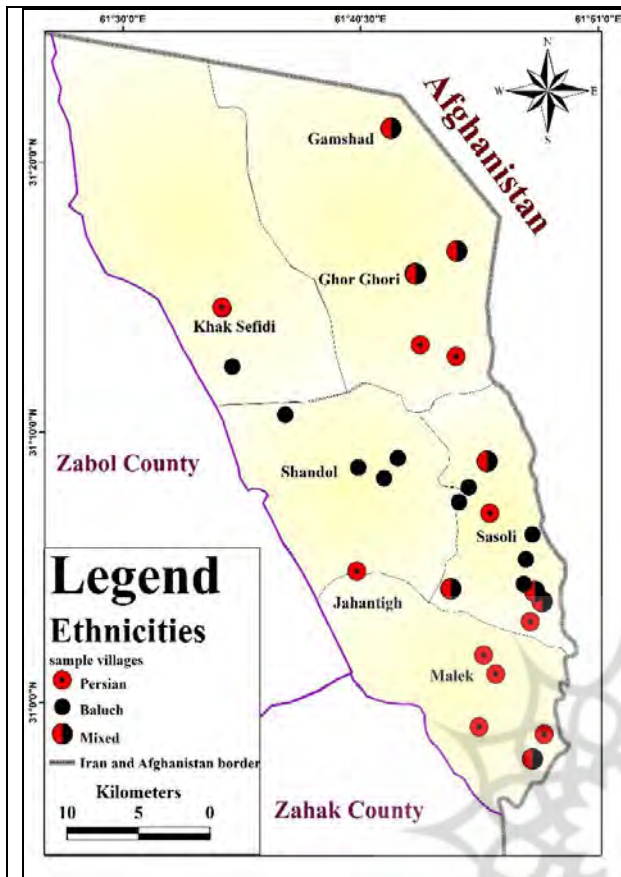 61°30'0"E
61°40'30"E
61°51'0"E
N
W
E
S
Afghanistan
Gamshad
31°20'0"N
Ghor Ghori
Khak Sefidi
31°10'0"N
Zabol County
Shandol
Sasoli
Jahantigh
Malek
31°0'0"N
Legend
Ethnicities
sample villages
Persian
Baluch
Mixed
Iran and Afghanistan border
Kilometers
10 5 0
Zahak County